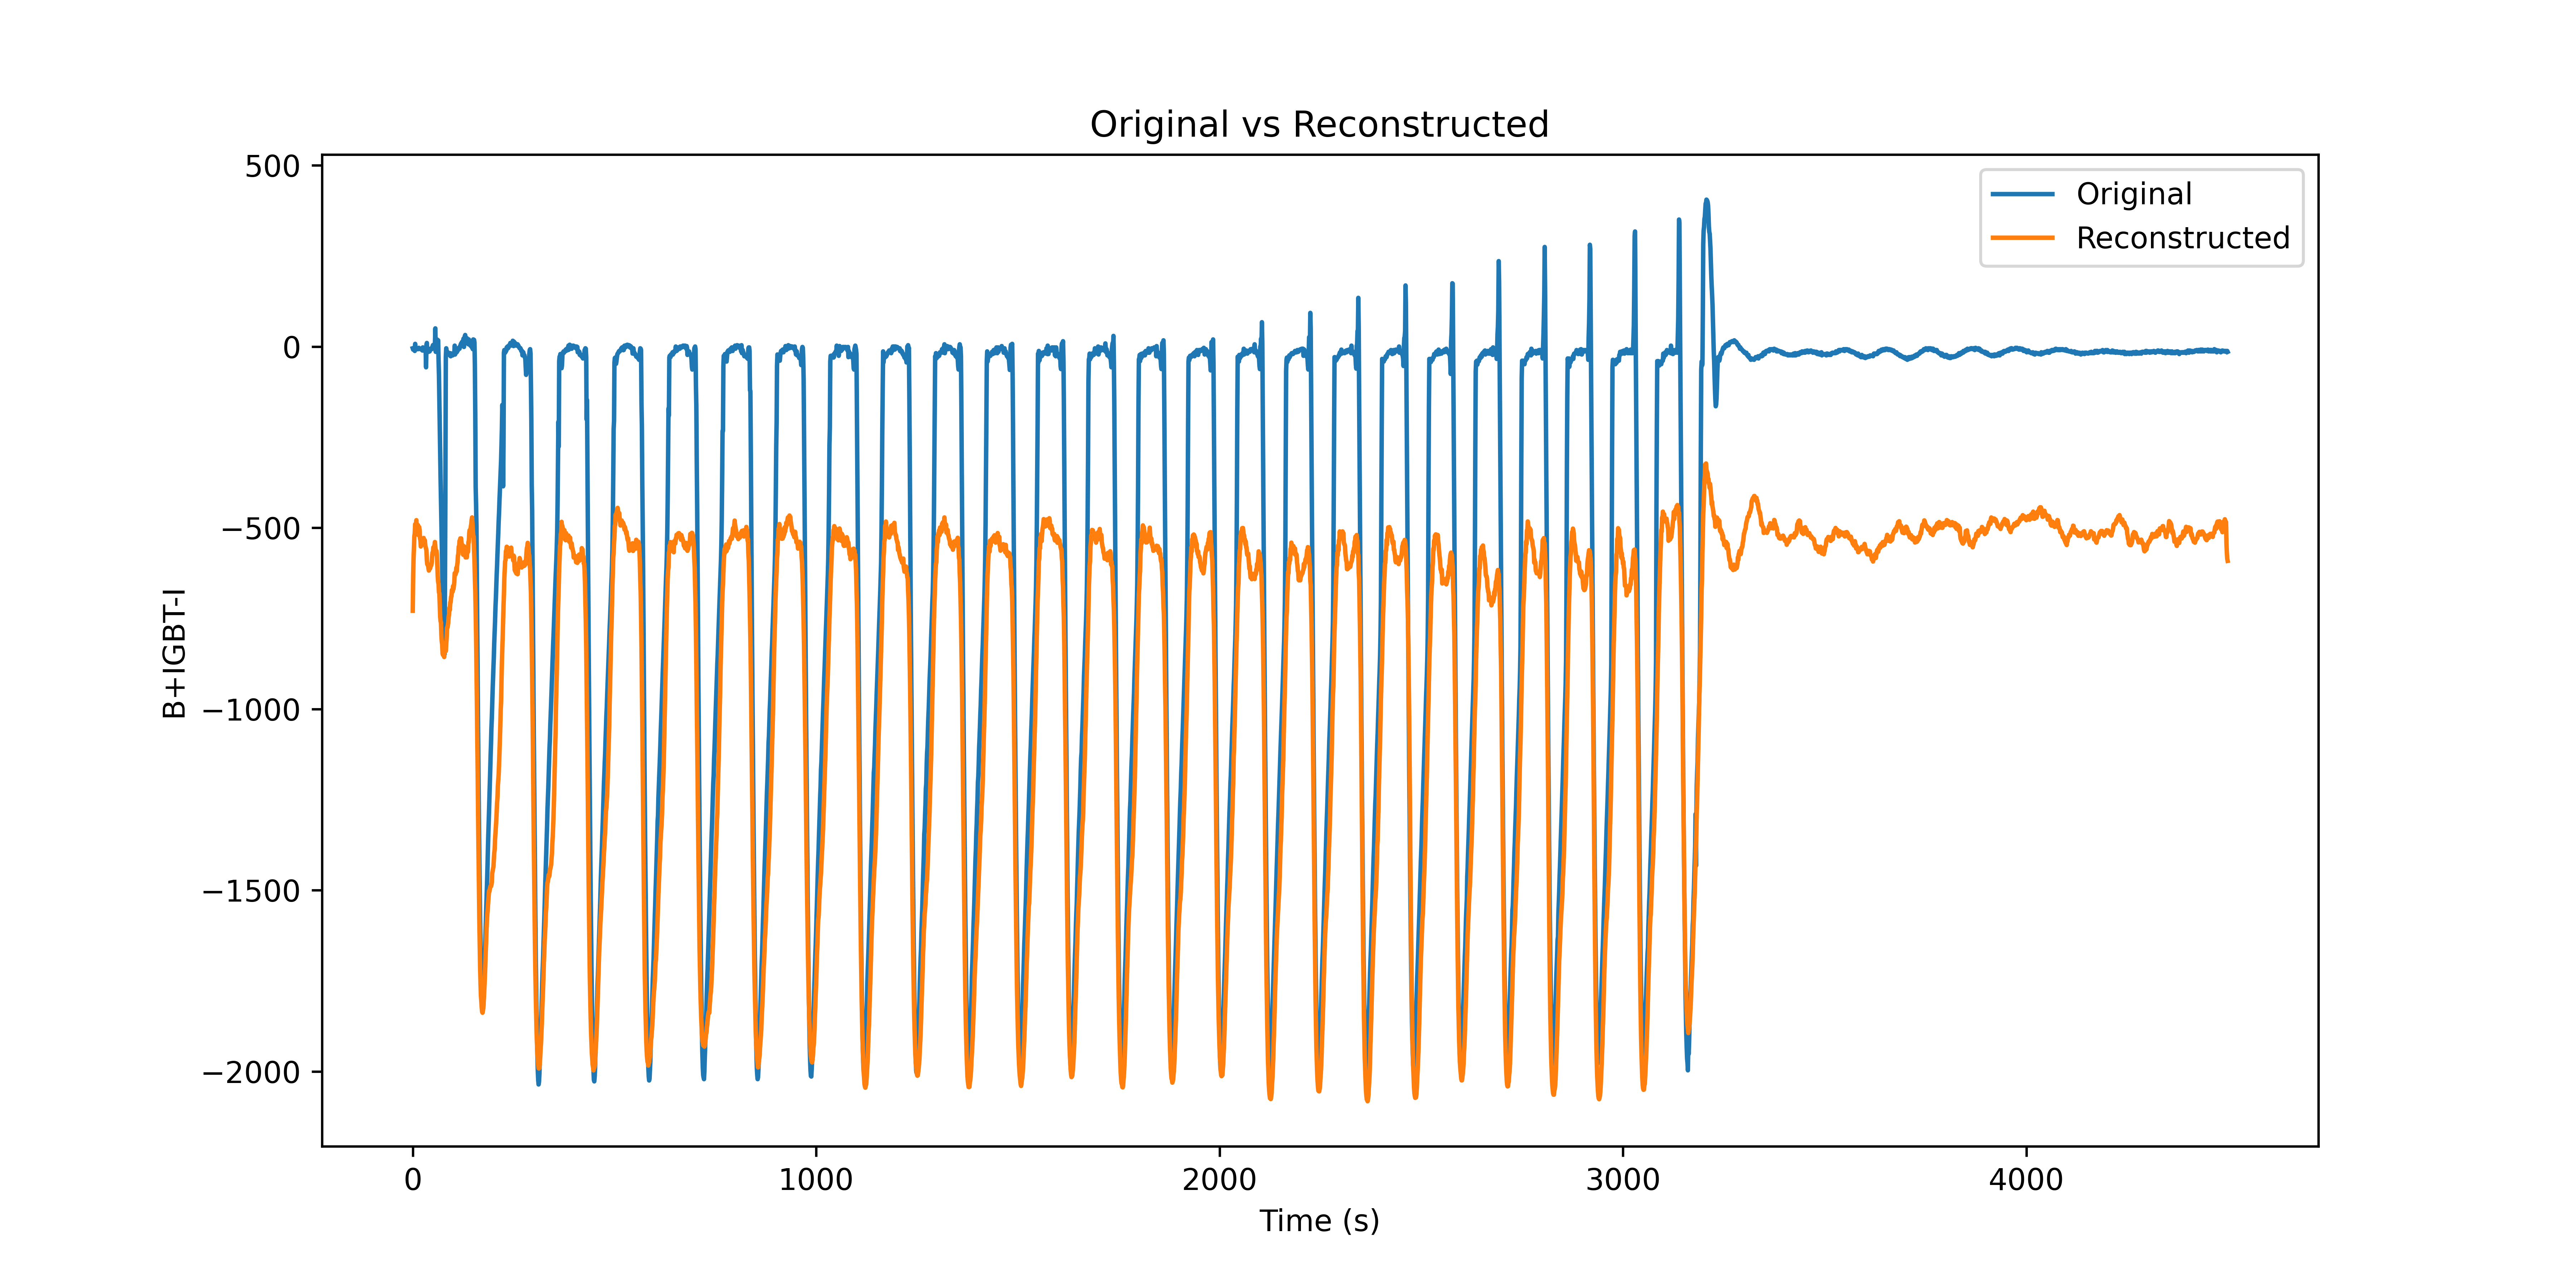 Original vs Reconstructed
500
0
−500
−1000
−1500
−2000
B+IGBT-I
Original
Reconstructed
0
1000
2000
3000
4000
Time (s)